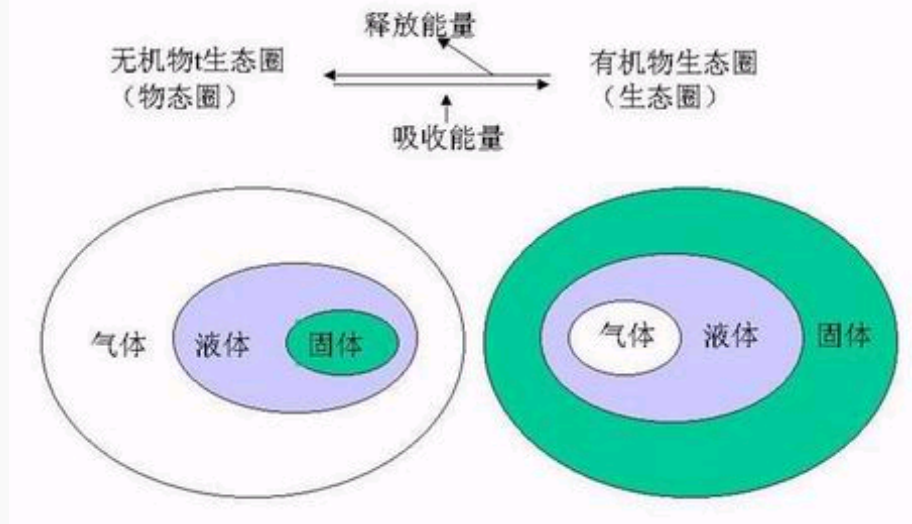 释放能量
无机物t生态圈
（物态圈）
有机物生态圈
（生态圈）
吸收能量
气体
液体
固体
气体
液体
固体